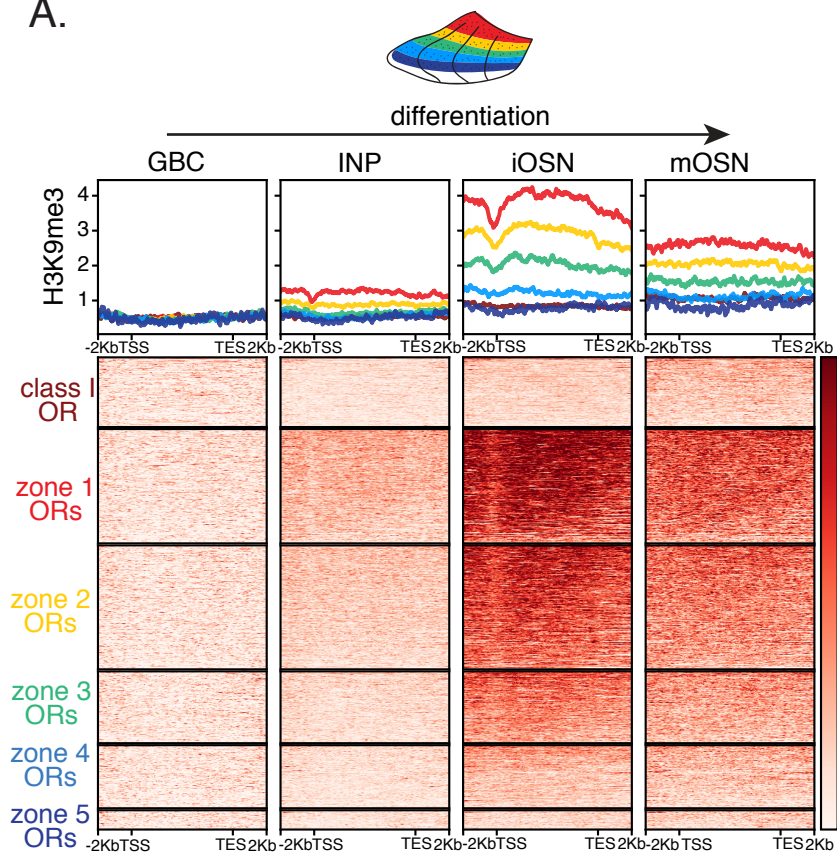 A.
differentiation
GBC INP iOSN mOSN
H3K9me3
4
3
2
1
-2KbTSS TES2Kb -2KbTSS TES2Kb -2KbTSS TES2Kb -2KbTSS TES2Kb
class I
OR
zone 1
ORs
zone 2
ORs
zone 3
ORs
zone 4
ORs
zone 5
ORs
-2KbTSS TES2Kb -2KbTSS TES2Kb -2KbTSS TES2Kb -2KbTSS TES2Kb